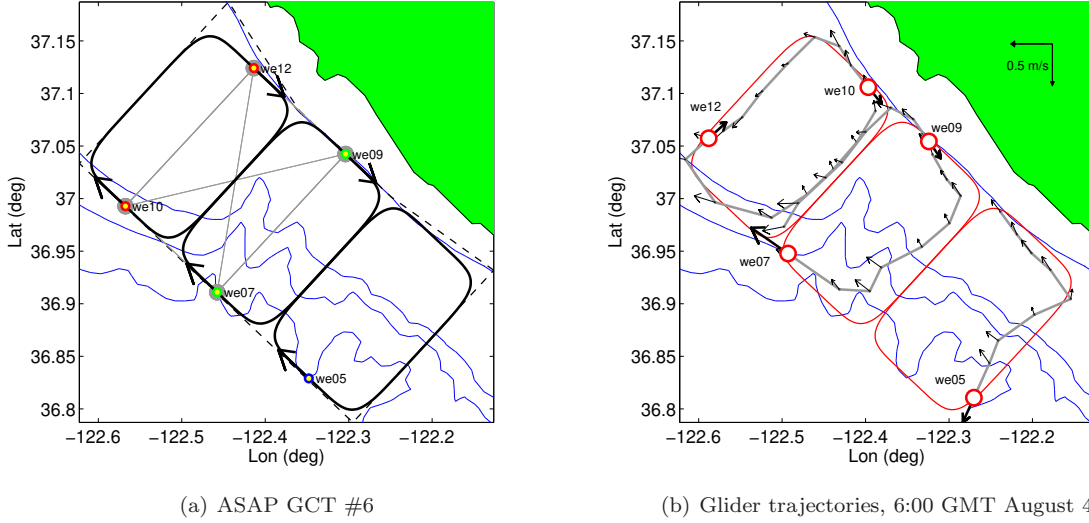 37.15
37.1
37.05
37
36.95
36.9
36.85
36.8
Lat (deg)
−122.6
−122.5
−122.4
−122.3
−122.2
Lon (deg)
we12
we09
we10
we07
we05
(a) ASAP GCT #6
37.15
37.1
37.05
37
36.95
36.9
36.85
36.8
Lat (deg)
−122.6
−122.5
−122.4
−122.3
−122.2
Lon (deg)
0.5 m/s
we10
we12
we09
we07
we05
(b) Glider trajectories, 6:00 GMT August 4